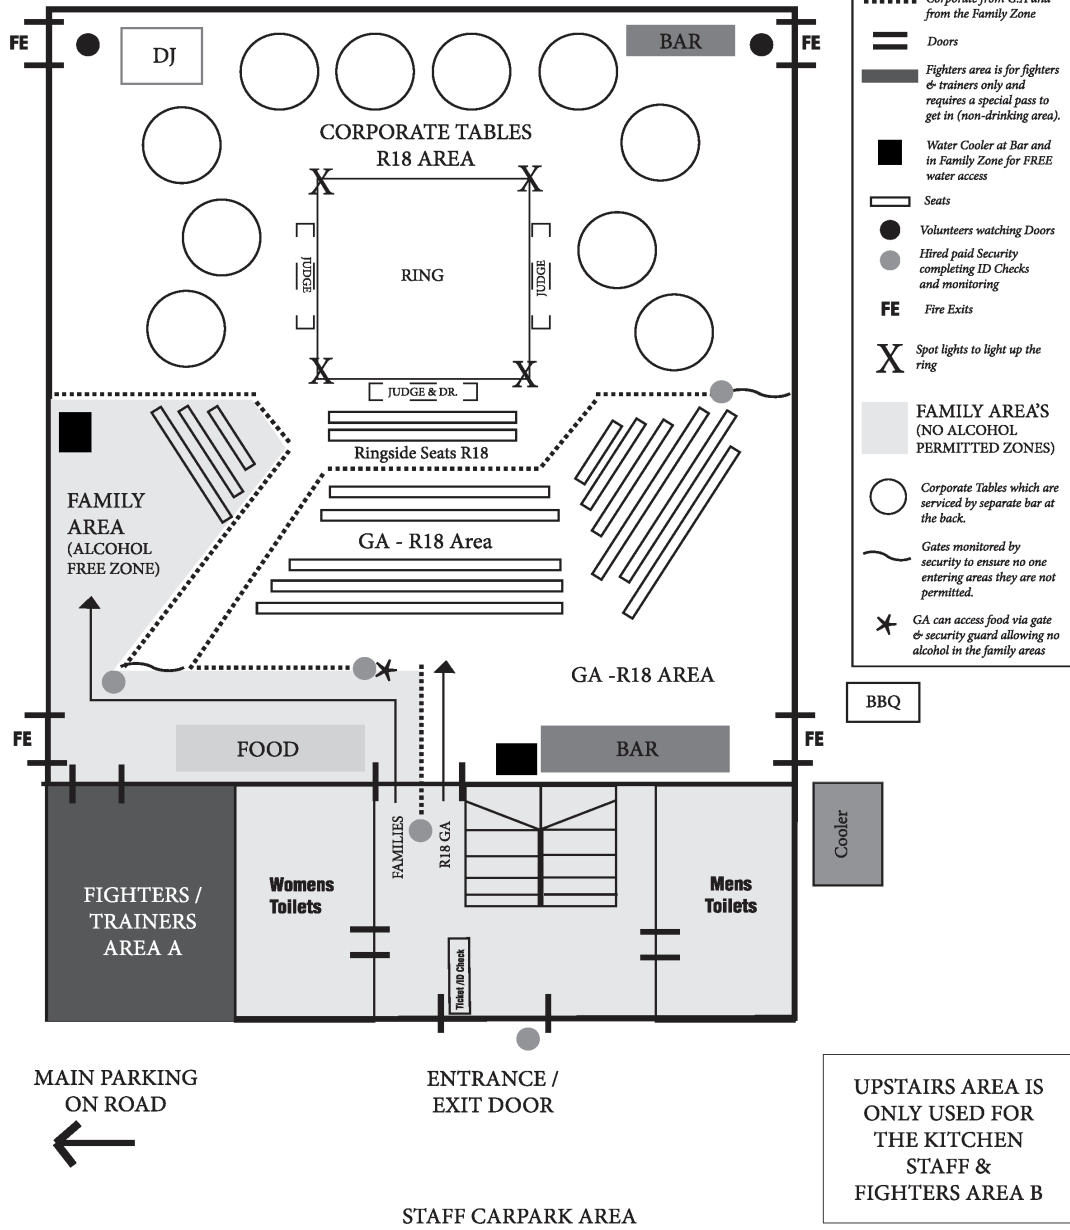 Corporate from G.A and
from the Family Zone
FE
DJ
BAR
FE
Doors
Fighters area is for fighters
& trainers only and
requires a special pass to
get in (non-drinking area).
CORPORATE TABLES
R18 AREA
Water Cooler at Bar and
in Family Zone for FREE
water access
X
X
Seats
Volunteers watching Doors
JUDGE
RING
JUDGE
Hired paid Security
completing ID Checks
and monitoring
FE
Fire Exits
X
Spot lights to light up the
ring
X
X
JUDGE & DR.
FAMILY AREA'S
(NO ALCOHOL
PERMITTED ZONES)
Ringside Seats R18
FAMILY
AREA
(ALCOHOL
FREE ZONE)
Corporate Tables which are
serviced by separate bar at
the back.
GA - R18 Area
Gates monitored by
security to ensure no one
entering areas they are not
permitted.
GA can access food via gate
& security guard allowing no
alcohol in the family areas
GA -R18 AREA
BBQ
FE
FOOD
BAR
FE
FAMILIES
R18 GA
Cooler
FIGHTERS /
TRAINERS
AREA A
Womens
Toilets
Mens
Toilets
Ticket /ID Check
MAIN PARKING
ON ROAD
ENTRANCE /
EXIT DOOR
UPSTAIRS AREA IS
ONLY USED FOR
THE KITCHEN
STAFF &
FIGHTERS AREA B
STAFF CARPARK AREA